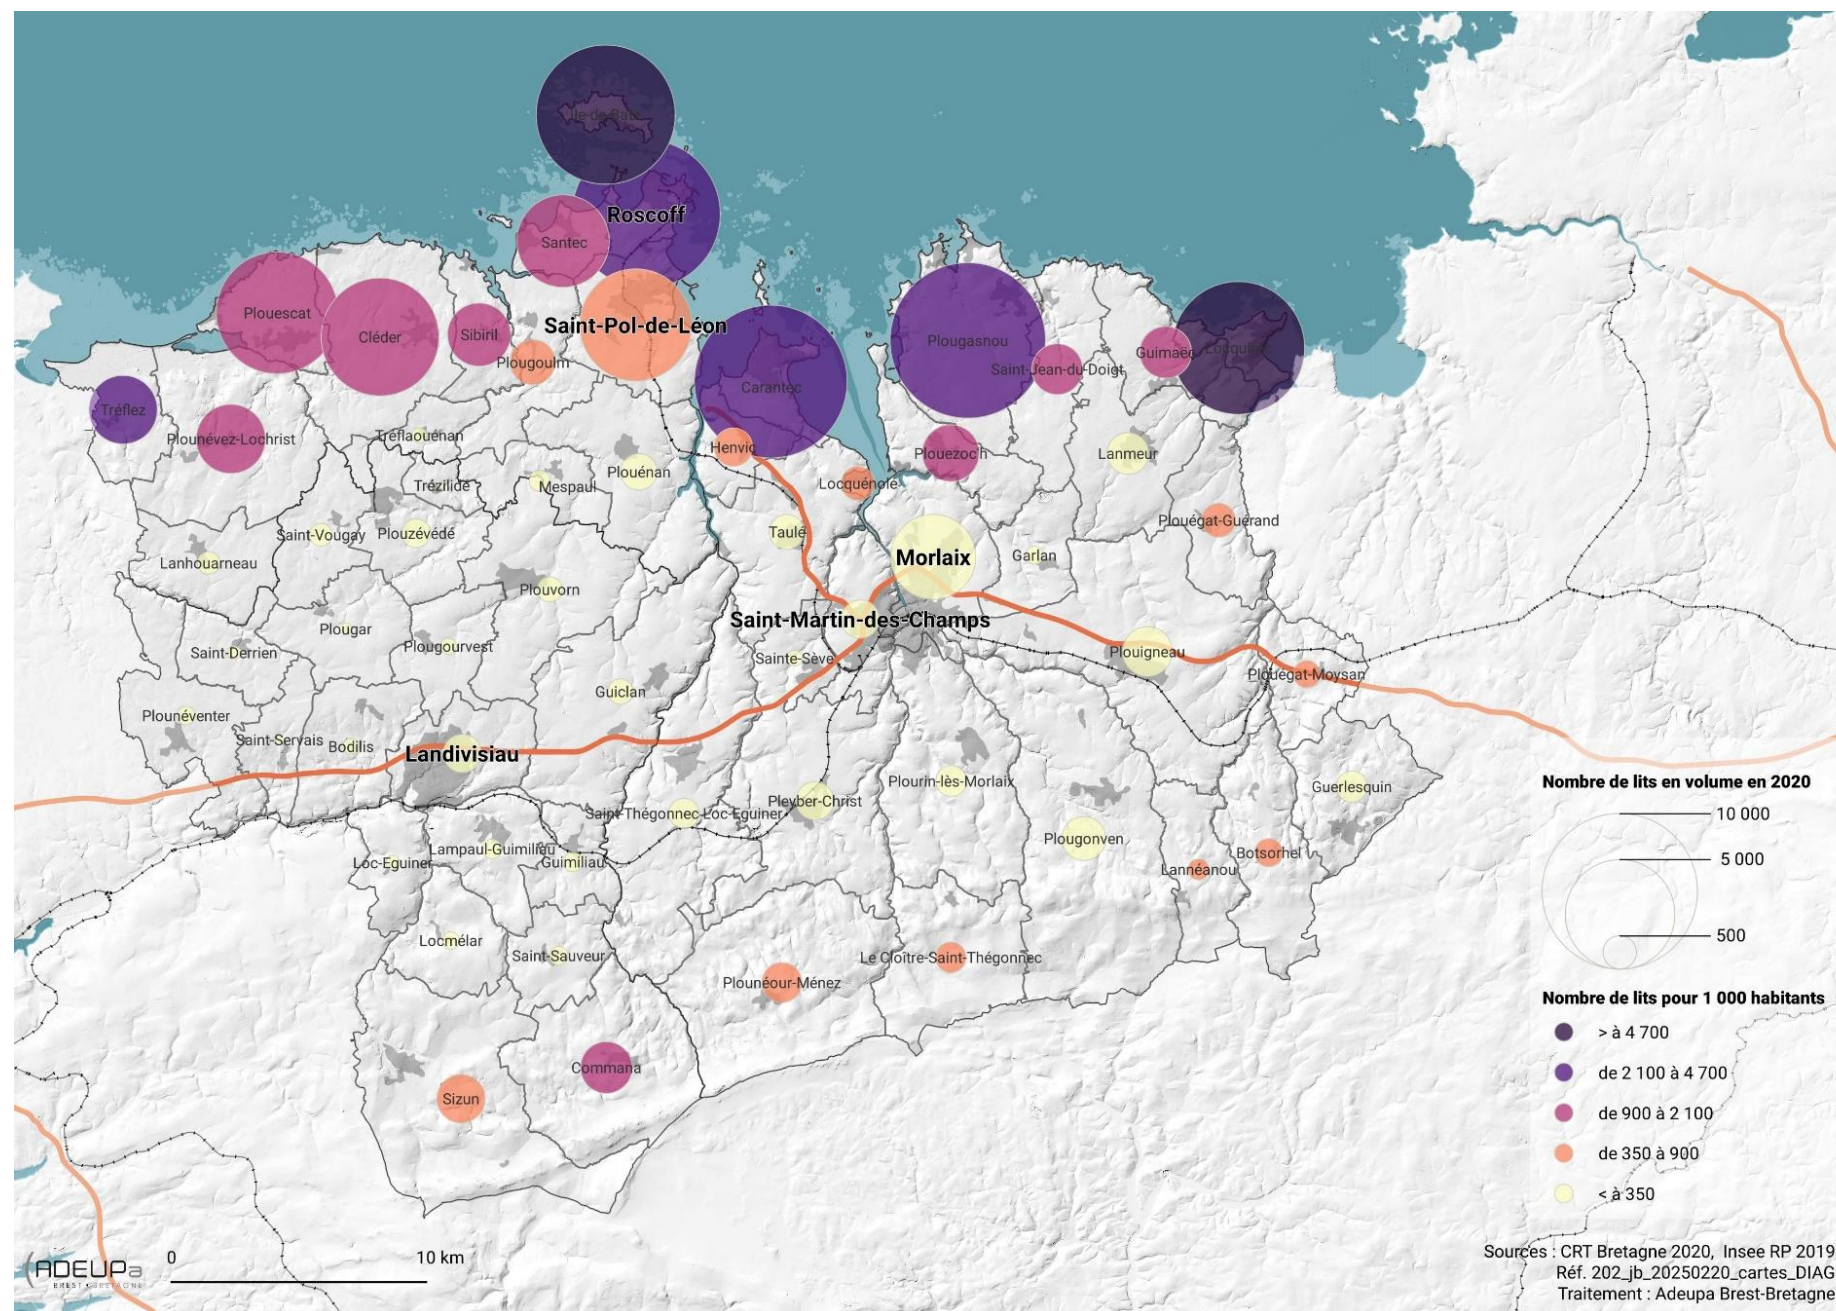 Île-de-Batz
Roscoff
Santec
Plouescat
Cléder
Sibiril
Saint-Pol-de-Léon
Plougoulm
Plougasnou
Saint-Jean-du-Doigt
Guimaëc
Locquirec
Carantec
Tréflez
Plounévez-Lochrist
Tréflaouénan
Henvic
Plouezoc'h
Lanmeur
Plouénan
Trézilidé
Mespaul
Locquénolé
Plouégat-Guérand
Saint-Vougay
Plouzévédé
Taulé
Lanhouarneau
Morlaix
Garlan
Plouvorn
Saint-Martin-des-Champs
Plougar
Saint-Derrien
Plougourvest
Sainte-Sève
Plouigneau
Plouégat-Moysan
Guiclan
Plounéventer
Saint-Servais
Bodilis
Landivisiau
Plourin-lès-Morlaix
Guerlesquin
Pleyber-Christ
Saint-Thégonnec-Loc-Eguiner
Plougonven
Lampaul-Guimiliau
Loc-Eguiner
Guimiliau
Botsorhel
Lannéanou
Locmélar
Saint-Sauveur
Le Cloître-Saint-Thégonnec
Plounéour-Ménez
Commana
Sizun
Nombre de lits en volume en 2020
10 000
5 000
500
Nombre de lits pour 1 000 habitants
> à 4 700
de 2 100 à 4 700
de 900 à 2 100
de 350 à 900
< à 350
0
10 km
ADEUPa
BREST • BRETAGNE
Sources : CRT Bretagne 2020, Insee RP 2019
Réf. 202_jb_20250220_cartes_DIAG
Traitement : Adeupa Brest-Bretagne